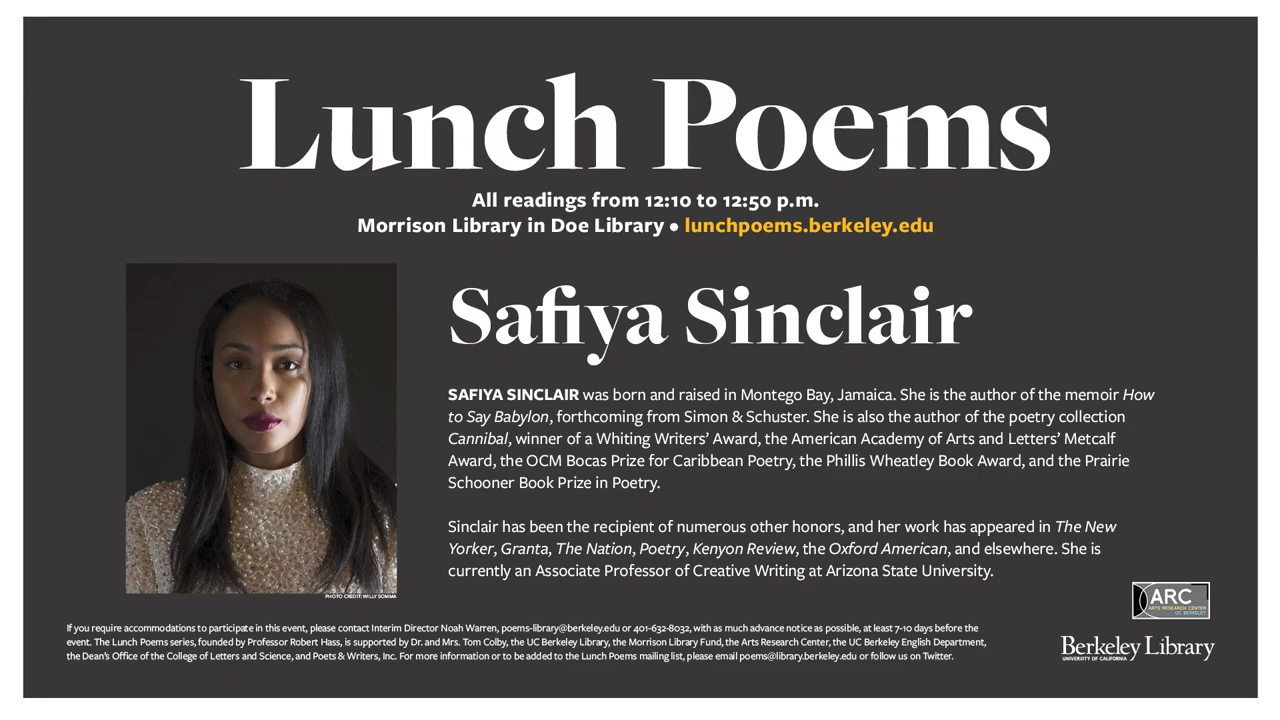 Lunch Poems
All readings from 12:10 to 12:50 p.m.
Morrison Library in Doe Library • lunchpoems.berkeley.edu
Safiya Sinclair
SAFIYA SINCLAIR was born and raised in Montego Bay, Jamaica. She is the author of the memoir How
to Say Babylon, forthcoming from Simon & Schuster. She is also the author of the poetry collection
Cannibal, winner of a Whiting Writers' Award, the American Academy of Arts and Letters' Metcalf
Award, the OCM Bocas Prize for Caribbean Poetry, the Phillis Wheatley Book Award, and the Prairie
Schooner Book Prize in Poetry.
Sinclair has been the recipient of numerous other honors, and her work has appeared in The New
Yorker, Granta, The Nation, Poetry, Kenyon Review, the Oxford American, and elsewhere. She is
currently an Associate Professor of Creative Writing at Arizona State University.
PHOTO CREDIT: WILLY SOMMA
If you require accommodations to participate in this event, please contact Interim Director Noah Warren, poems-library@berkeley.edu or 401-632-8032, with as much advance notice as possible, at least 7-10 days before the
event. The Lunch Poems series, founded by Professor Robert Hass, is supported by Dr. and Mrs. Tom Colby, the UC Berkeley Library, the Morrison Library Fund, the Arts Research Center, the UC Berkeley English Department,
the Dean's Office of the College of Letters and Science, and Poets & Writers, Inc. For more information or to be added to the Lunch Poems mailing list, please email poems@library.berkeley.edu or follow us on Twitter.
ARC
ARTS RESEARCH CENTER
UC BERKELEY
Berkeley Library
UNIVERSITY OF CALIFORNIA